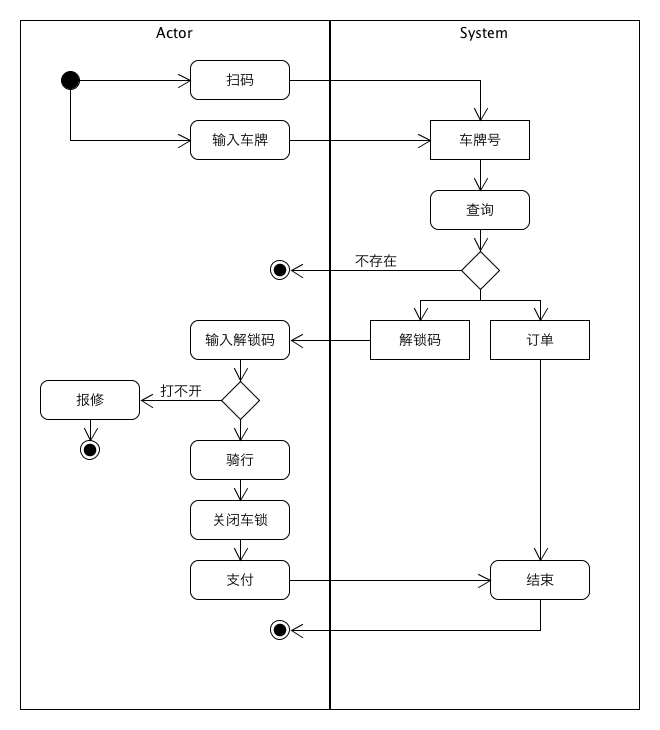 Actor
System
扫码
输入车牌
车牌号
查询
不存在
输入解锁码
解锁码
订单
打不开
报修
骑行
关闭车锁
支付
结束